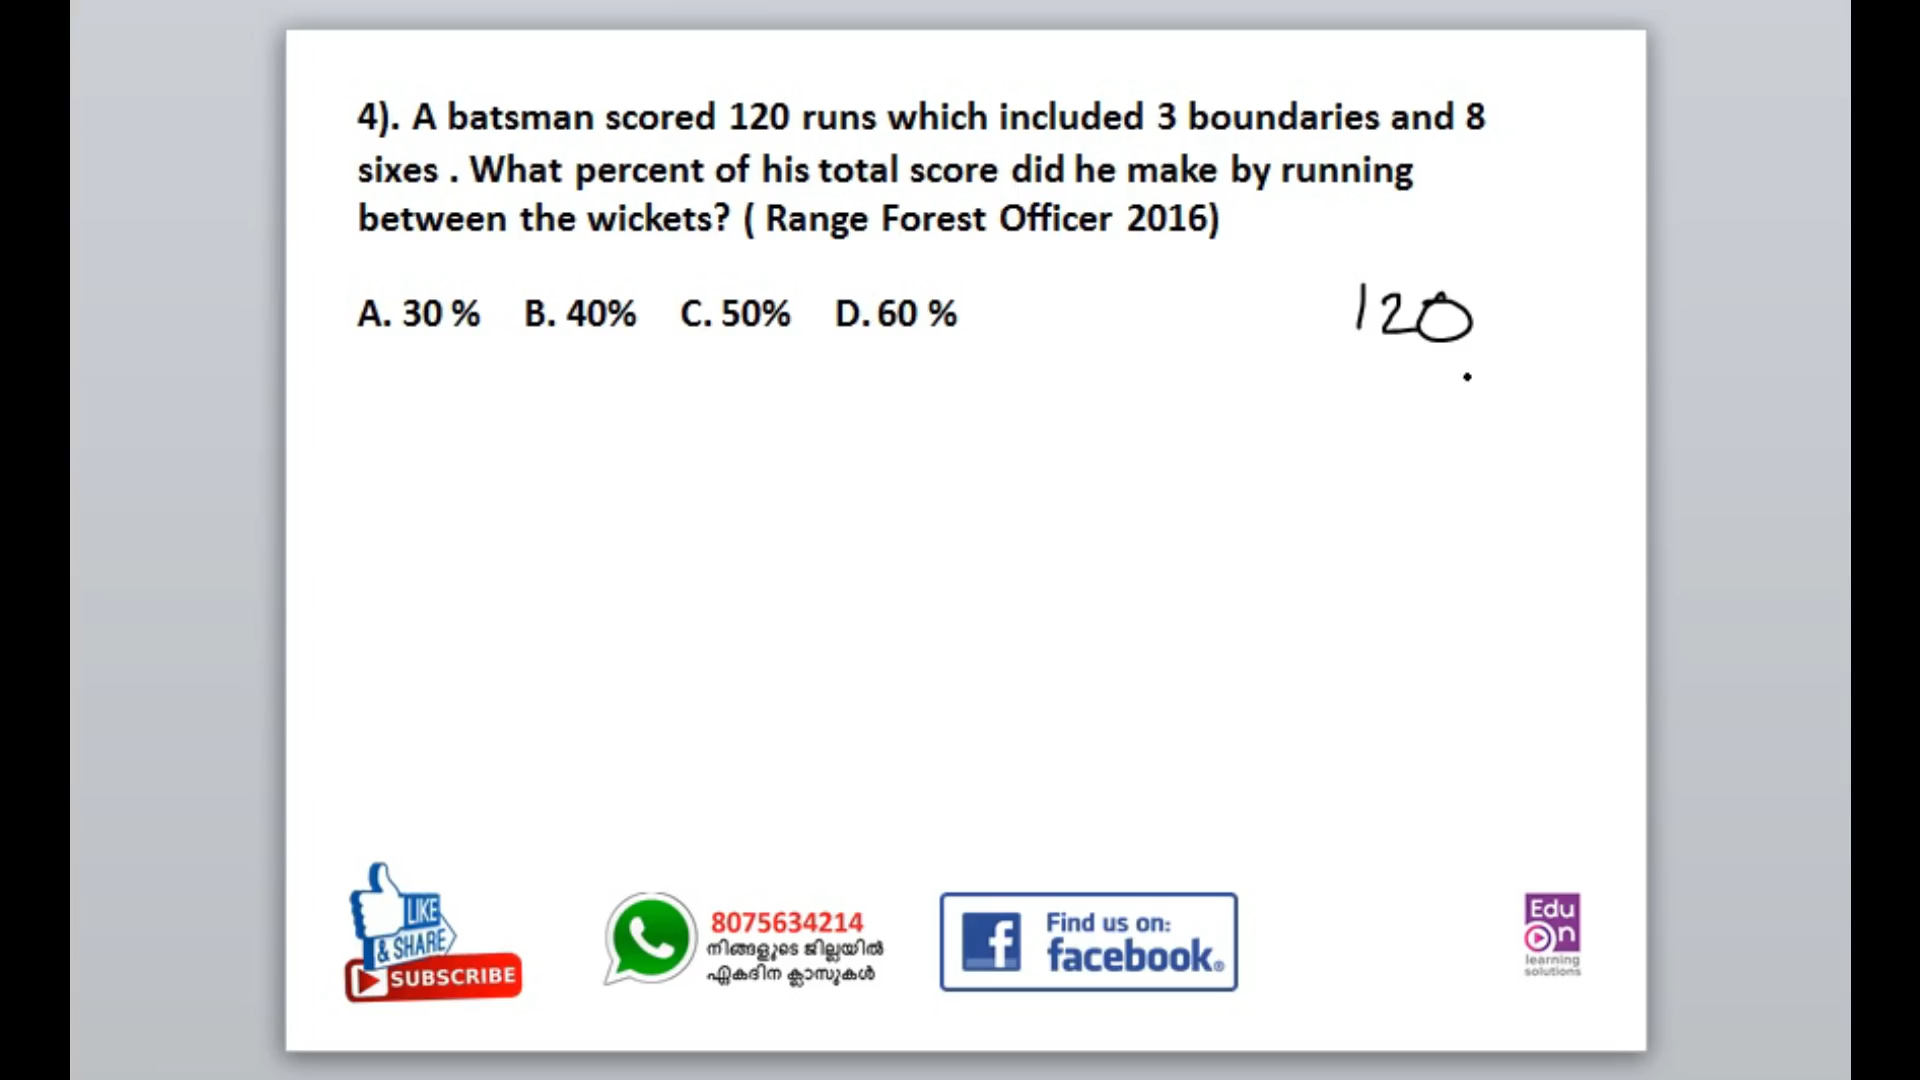 4). A batsman scored 120 runs which included 3 boundaries and 8
sixes . What percent of his total score did he make by running
between the wickets? ( Range Forest Officer 2016)
A. 30 % B. 40% C. 50% D. 60 %
120
LIKE
& SHARE
SUBSCRIBE
8075634214
നിങ്ങളുടെ ജില്ലയിൽ
ഏകദിന ക്ലാസുകൾ
Find us on:
facebook®
Edu
On
learning
solutions